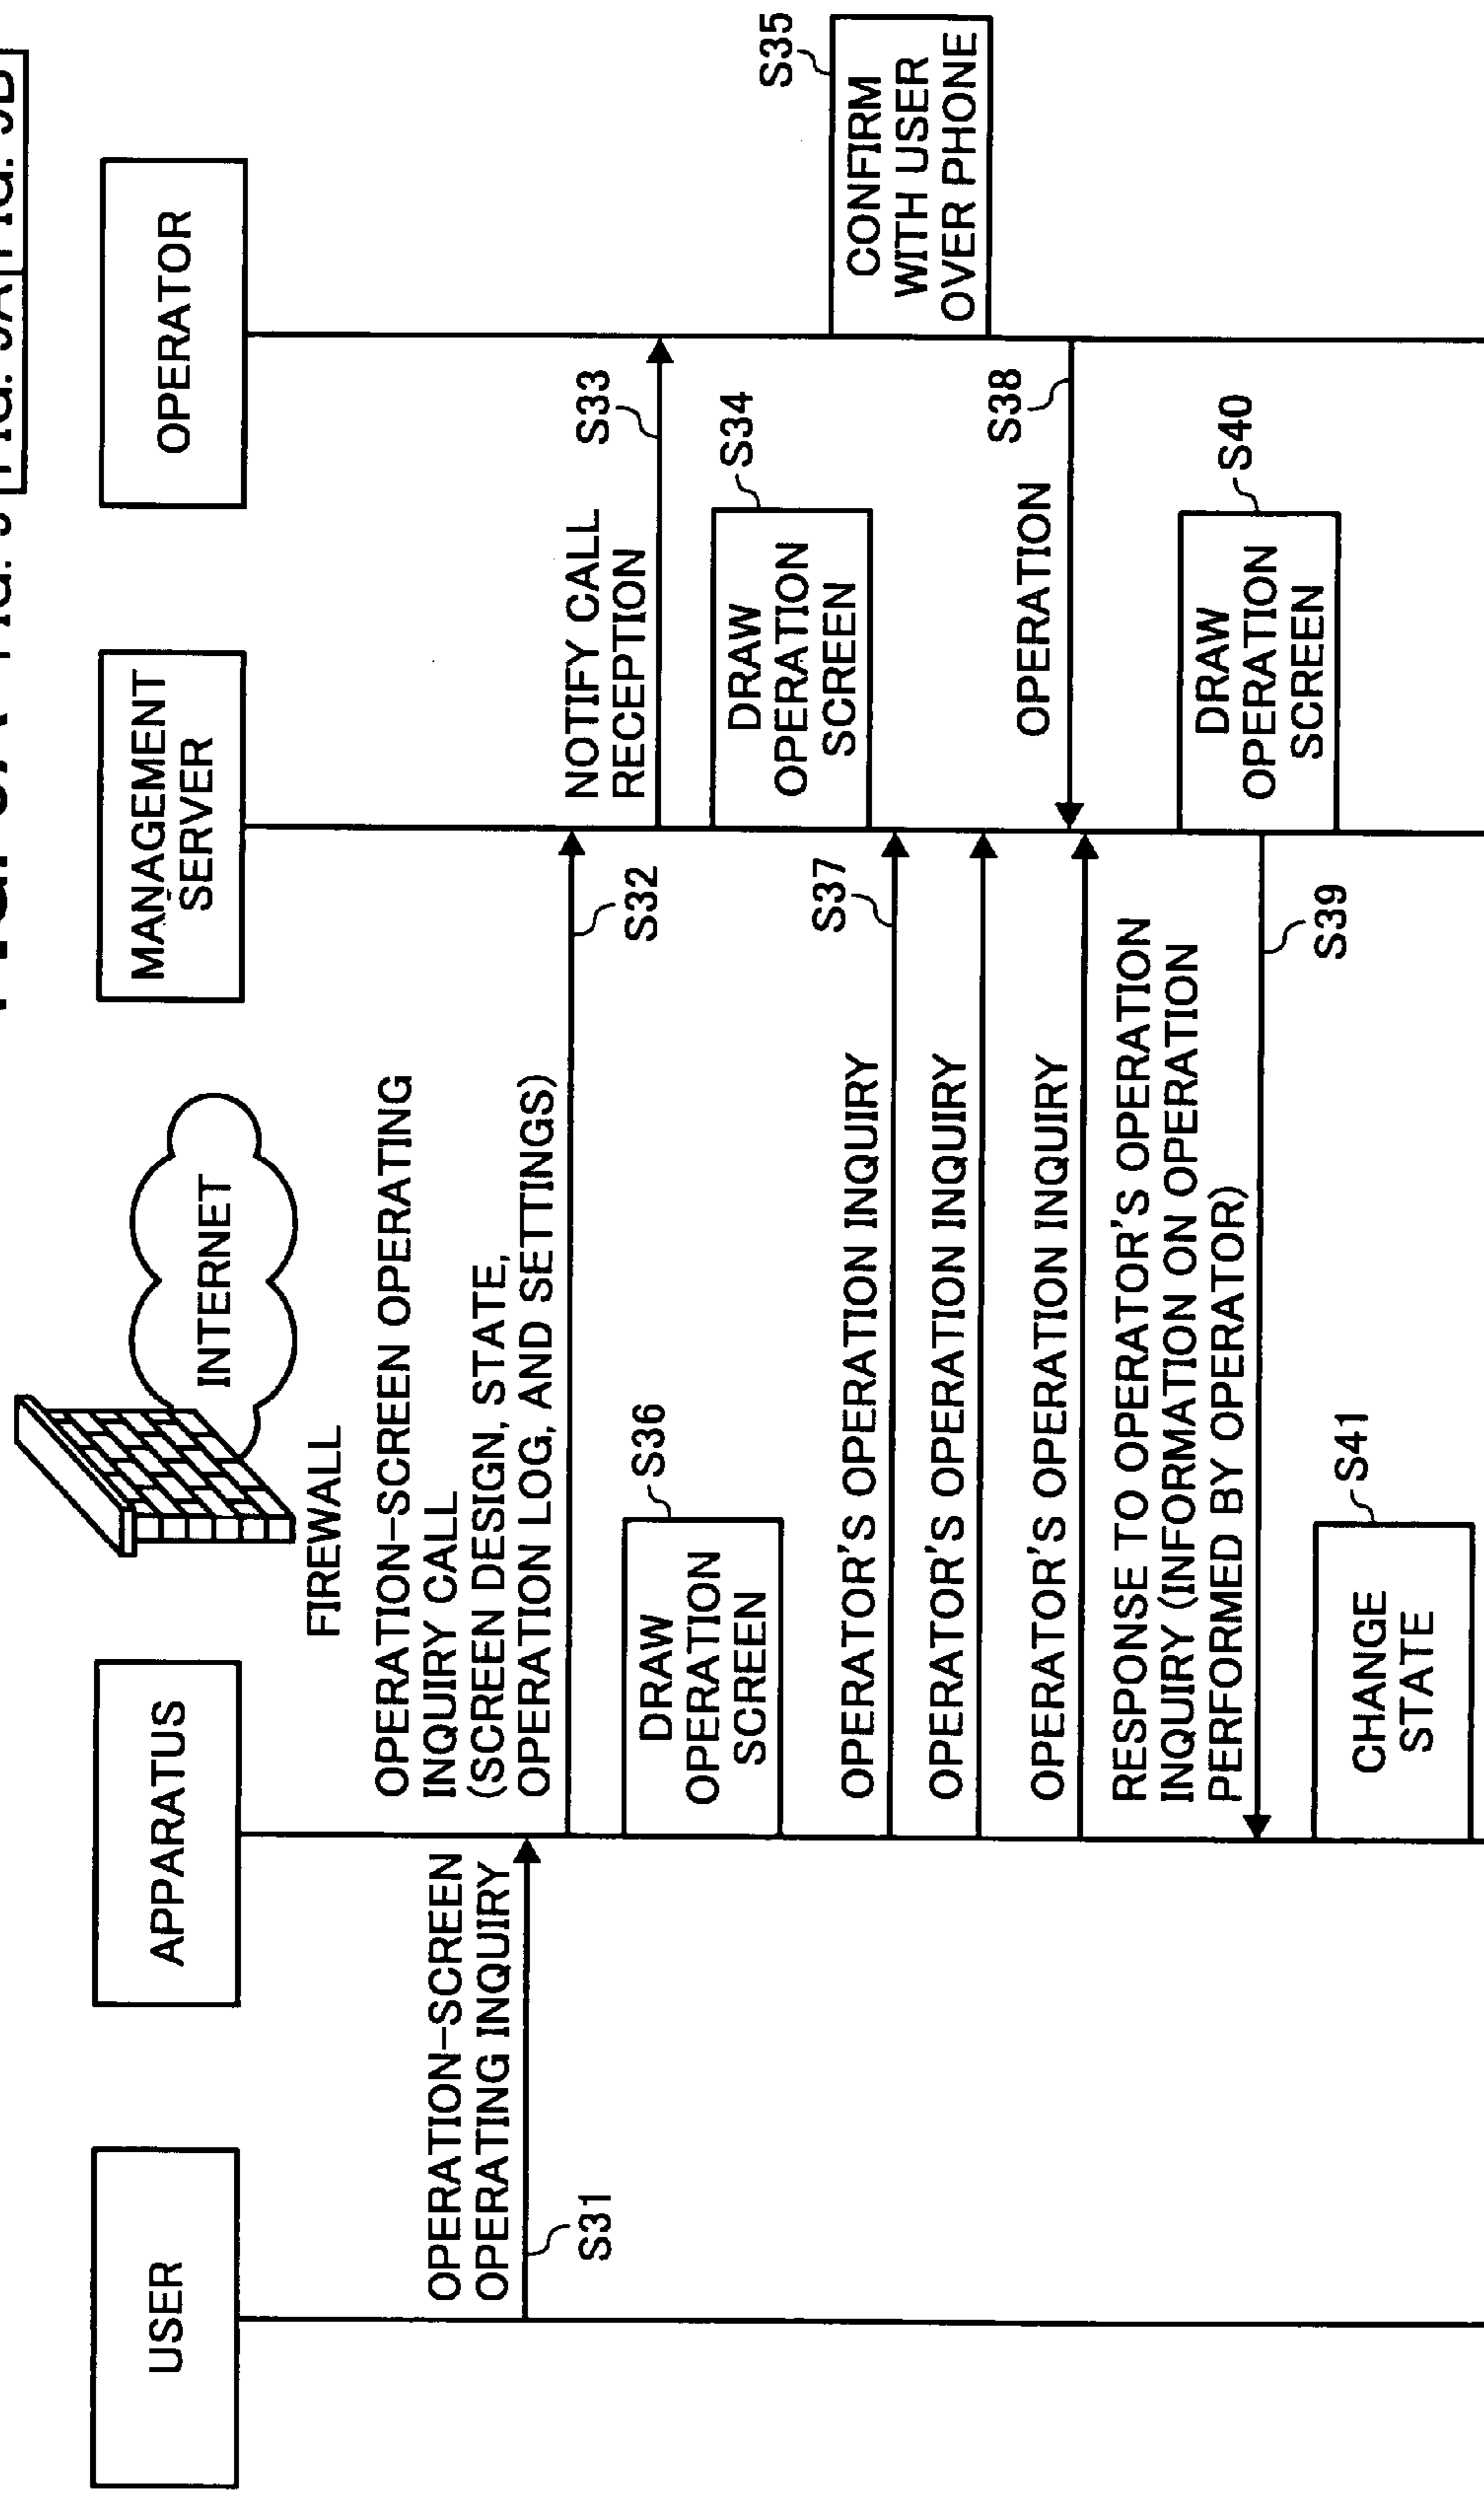 USER
APPARATUS
MANAGEMENT
SERVER
OPERATOR
INTERNET
FIREWALL
OPERATION-SCREEN
OPERATING INQUIRY
S31
OPERATION-SCREEN OPERATING
INQUIRY CALL
(SCREEN DESIGN, STATE,
OPERATION LOG, AND SETTINGS)
S32
NOTIFY CALL
RECEPTION
S33
DRAW
OPERATION
SCREEN
S34
CONFIRM
WITH USER
OVER PHONE
S35
DRAW
OPERATION
SCREEN
S36
OPERATOR'S OPERATION INQUIRY
S37
OPERATOR'S OPERATION INQUIRY
OPERATION
S38
OPERATOR'S OPERATION INQUIRY
RESPONSE TO OPERATOR'S OPERATION
INQUIRY (INFORMATION ON OPERATION
PERFORMED BY OPERATOR)
S39
DRAW
OPERATION
SCREEN
S40
CHANGE
STATE
S41